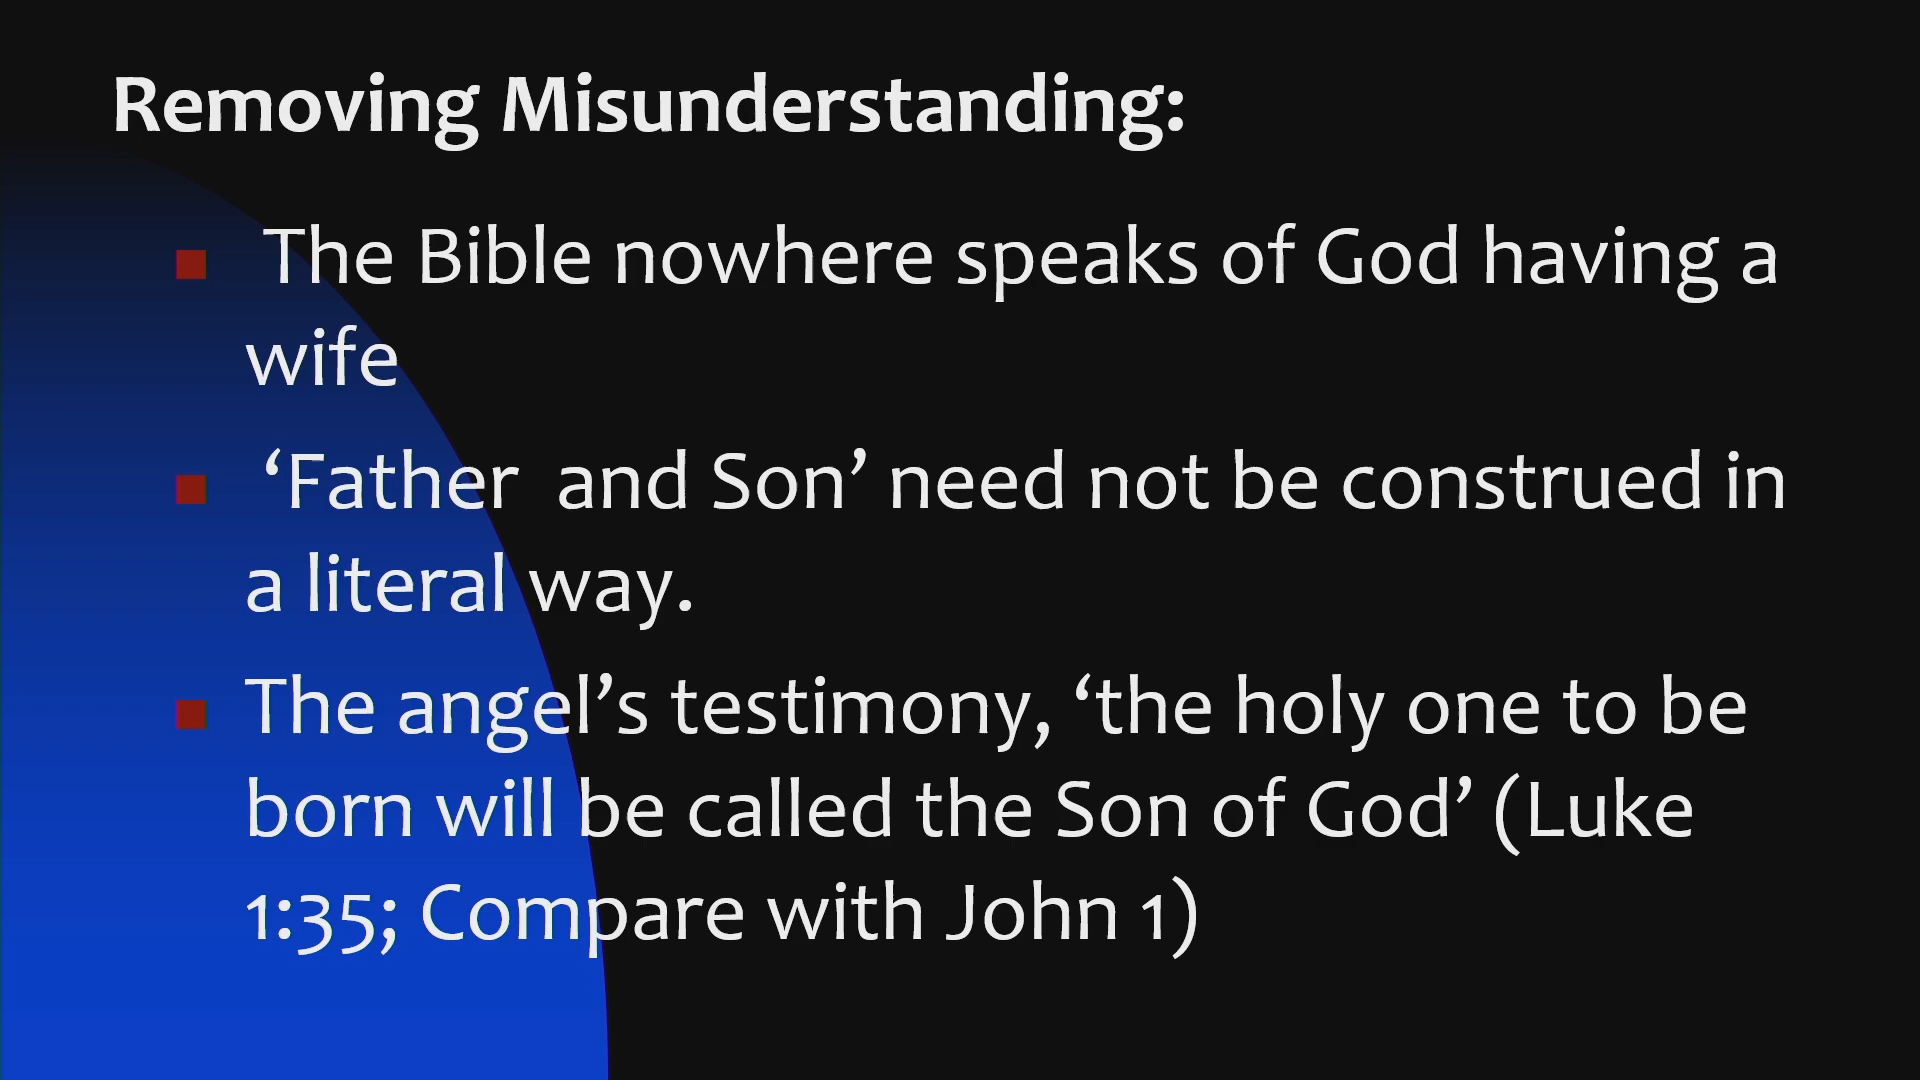 Removing Misunderstanding:
The Bible nowhere speaks of God having a
wife
‘Father and Son’ need not be construed in
a literal way.
The angel’s testimony, ‘the holy one to be
born will be called the Son of God’ (Luke
1:35; Compare with John 1)